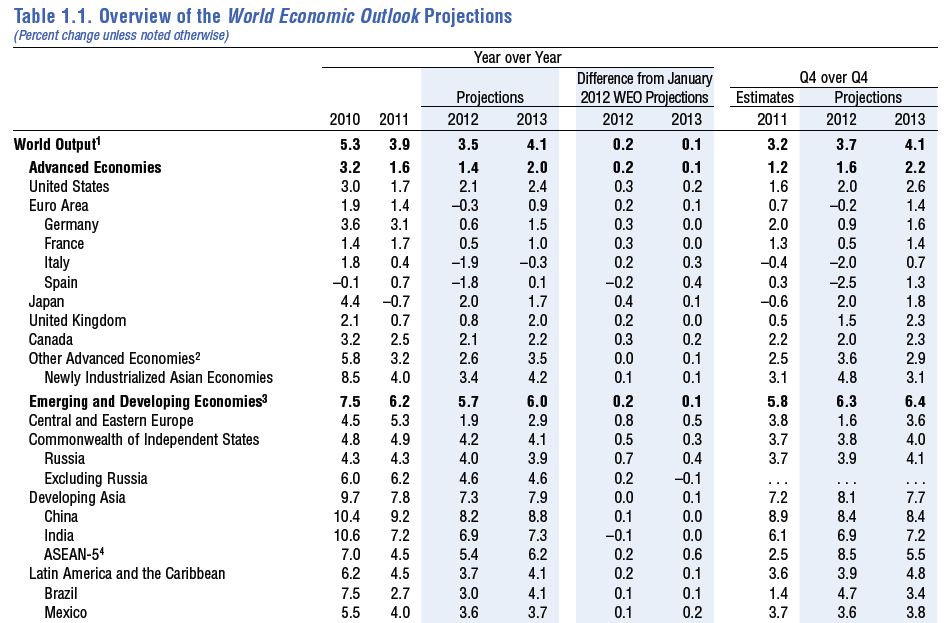 Table 1.1. Overview of the World Economic Outlook Projections
(Percent change unless noted otherwise)
Year over Year
Difference from January
2012 WEO Projections
Q4 over Q4
Projections
Estimates Projections
2010 2011 2012 2013 2012 2013 2011 2012 2013
World Output¹ 5.3 3.9 3.5 4.1 0.2 0.1 3.2 3.7 4.1
Advanced Economies 3.2 1.6 1.4 2.0 0.2 0.1 1.2 1.6 2.2
United States 3.0 1.7 2.1 2.4 0.3 0.2 1.6 2.0 2.6
Euro Area 1.9 1.4 –0.3 0.9 0.2 0.1 0.7 –0.2 1.4
Germany 3.6 3.1 0.6 1.5 0.3 0.0 2.0 0.9 1.6
France 1.4 1.7 0.5 1.0 0.3 0.0 1.3 0.5 1.4
Italy 1.8 0.4 –1.9 –0.3 0.2 0.3 –0.4 –2.0 0.7
Spain –0.1 0.7 –1.8 0.1 –0.2 0.4 0.3 –2.5 1.3
Japan 4.4 –0.7 2.0 1.7 0.4 0.1 –0.6 2.0 1.8
United Kingdom 2.1 0.7 0.8 2.0 0.2 0.0 0.5 1.5 2.3
Canada 3.2 2.5 2.1 2.2 0.3 0.2 2.2 2.0 2.3
Other Advanced Economies² 5.8 3.2 2.6 3.5 0.0 0.1 2.5 3.6 2.9
Newly Industrialized Asian Economies 8.5 4.0 3.4 4.2 0.1 0.1 3.1 4.8 3.1
Emerging and Developing Economies³ 7.5 6.2 5.7 6.0 0.2 0.1 5.8 6.3 6.4
Central and Eastern Europe 4.5 5.3 1.9 2.9 0.8 0.5 3.8 1.6 3.6
Commonwealth of Independent States 4.8 4.9 4.2 4.1 0.5 0.3 3.7 3.8 4.0
Russia 4.3 4.3 4.0 3.9 0.7 0.4 3.7 3.9 4.1
Excluding Russia 6.0 6.2 4.6 4.6 0.2 –0.1 . . . . . . . . .
Developing Asia 9.7 7.8 7.3 7.9 0.0 0.1 7.2 8.1 7.7
China 10.4 9.2 8.2 8.8 0.1 0.0 8.9 8.4 8.4
India 10.6 7.2 6.9 7.3 –0.1 0.0 6.1 6.9 7.2
ASEAN-5⁴ 7.0 4.5 5.4 6.2 0.2 0.6 2.5 8.5 5.5
Latin America and the Caribbean 6.2 4.5 3.7 4.1 0.2 0.1 3.6 3.9 4.8
Brazil 7.5 2.7 3.0 4.1 0.1 0.1 1.4 4.7 3.4
Mexico 5.5 4.0 3.6 3.7 0.1 0.2 3.7 3.6 3.8